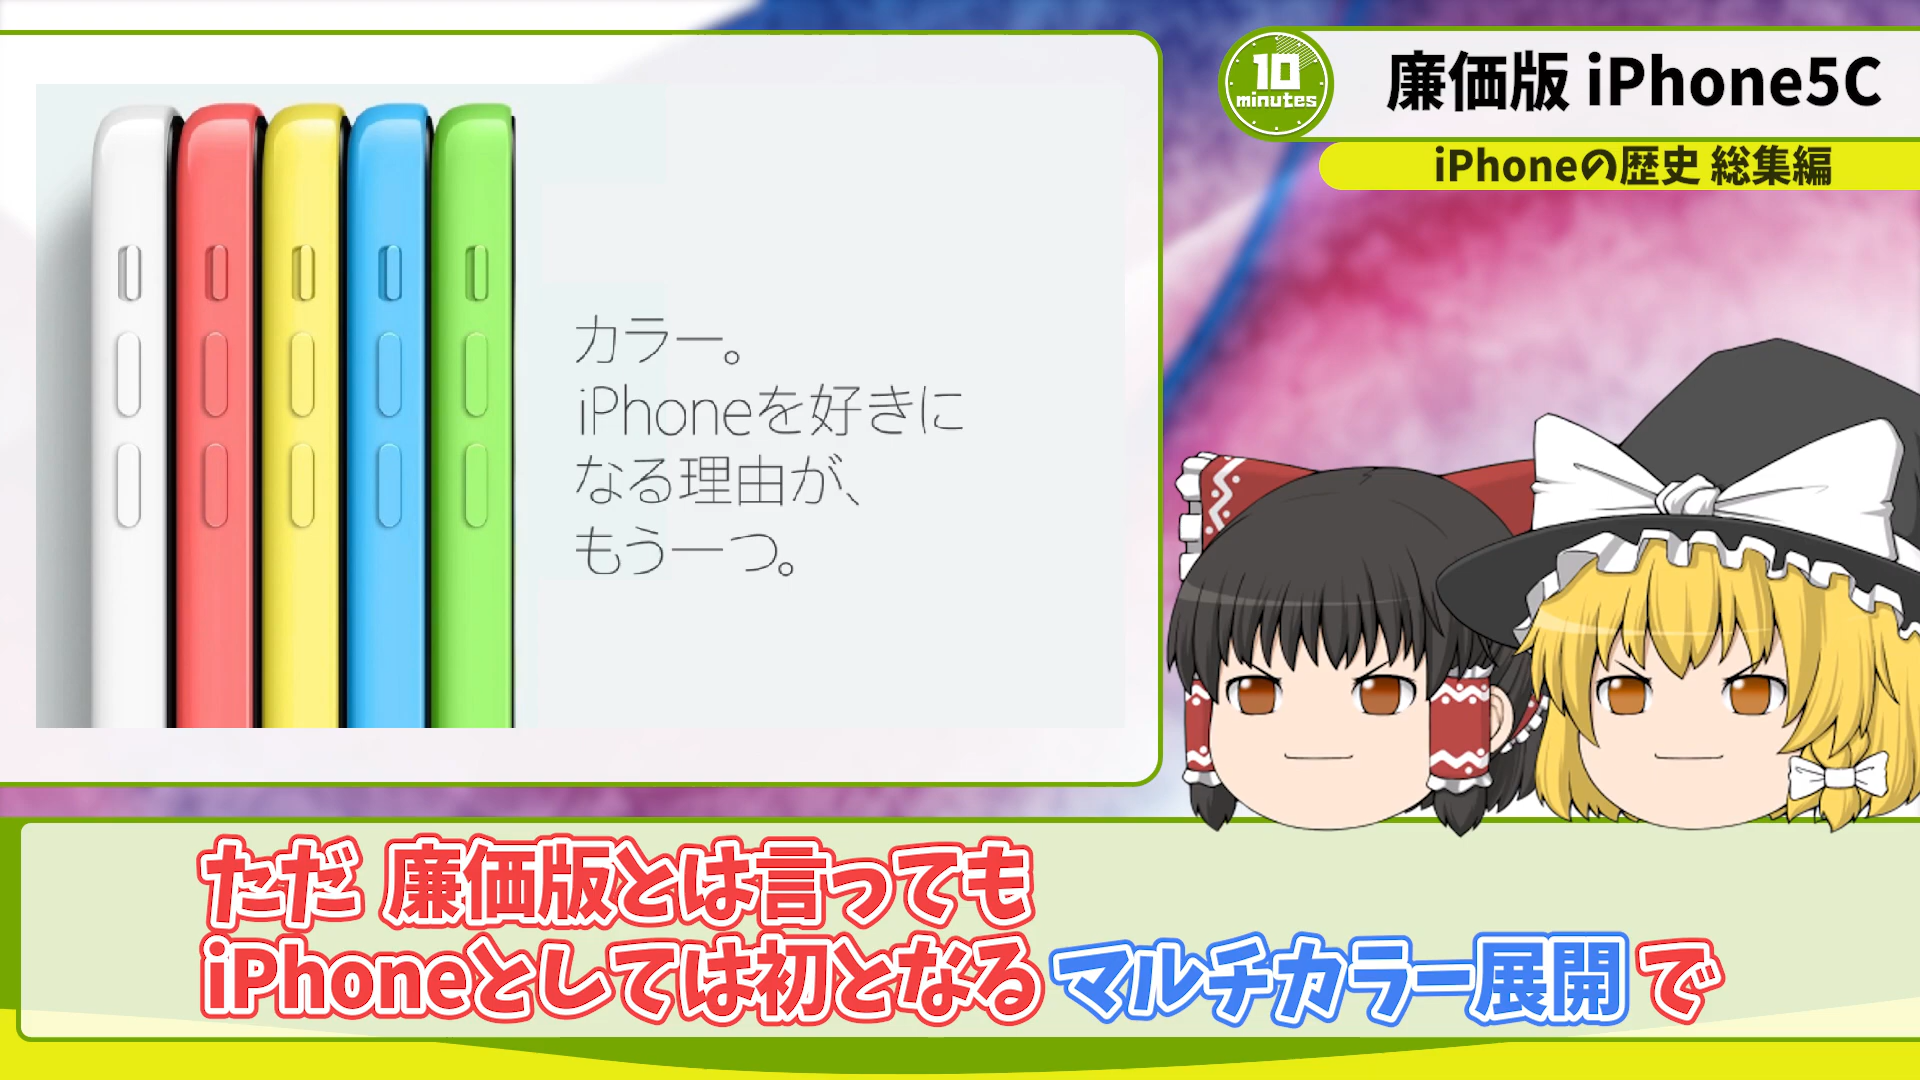 10
minutes
廉価版 iPhone5C
iPhoneの歴史 総集編
カラー。
iPhoneを好きに
なる理由が、
もう一つ。
ただ 廉価版とは言っても
iPhoneとしては初となるマルチカラー展開で